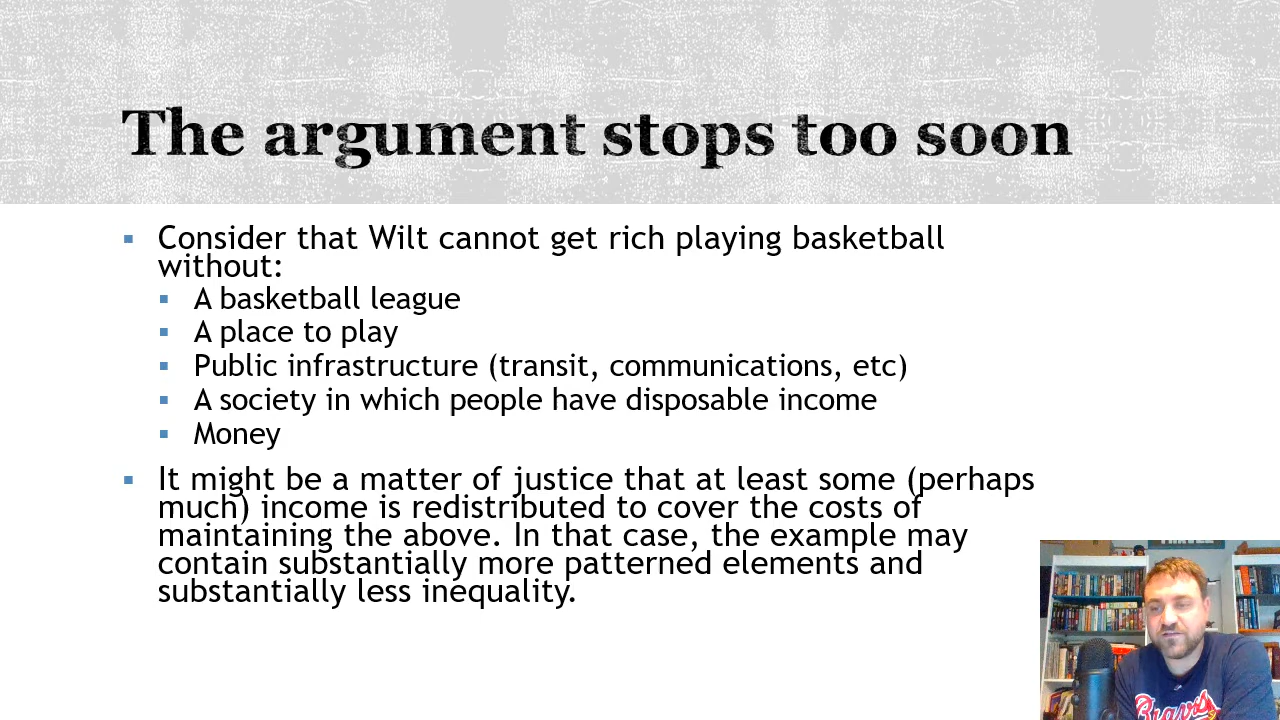 The argument stops too soon
▪ Consider that Wilt cannot get rich playing basketball
without:
▪ A basketball league
▪ A place to play
▪ Public infrastructure (transit, communications, etc)
▪ A society in which people have disposable income
▪ Money
▪ It might be a matter of justice that at least some (perhaps
much) income is redistributed to cover the costs of
maintaining the above. In that case, the example may
contain substantially more patterned elements and
substantially less inequality.
Braves